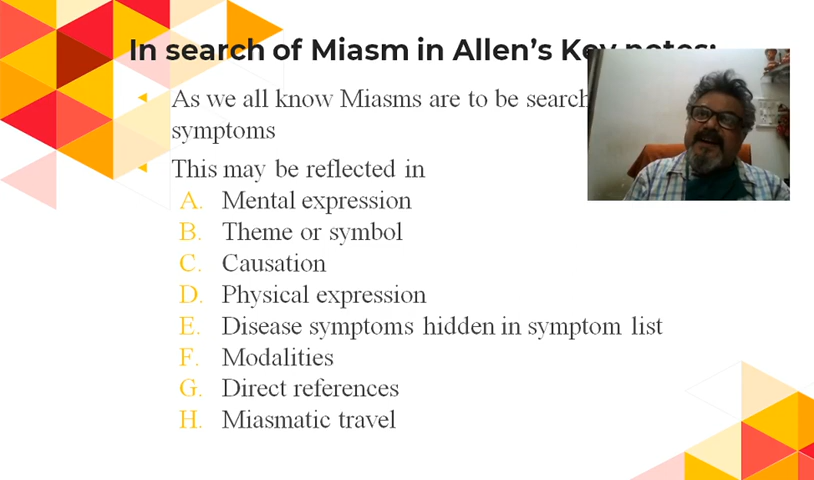 In search of Miasm in Allen's Key notes:
As we all know Miasms are to be search
symptoms
This may be reflected in
A. Mental expression
B. Theme or symbol
C. Causation
D. Physical expression
E. Disease symptoms hidden in symptom list
F. Modalities
G. Direct references
H. Miasmatic travel